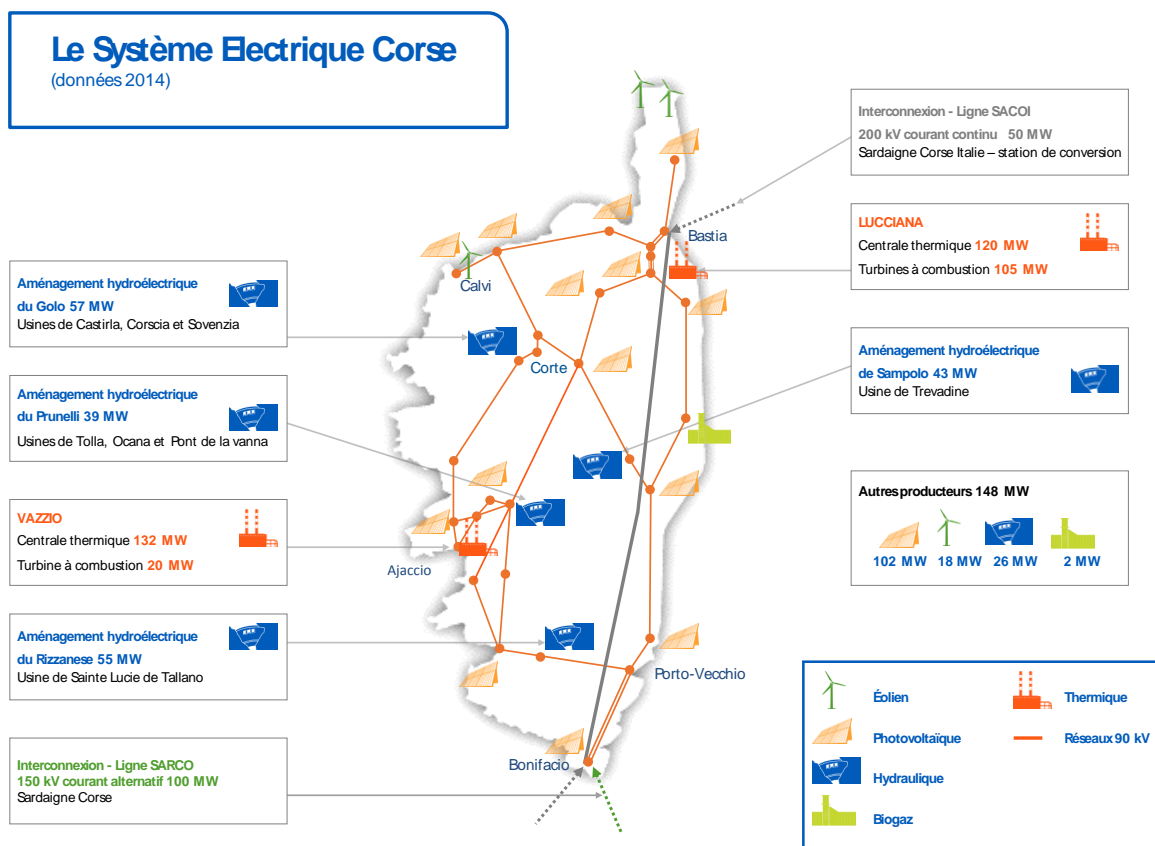 Le Système Electrique Corse
(données 2014)
Interconnexion - Ligne SACOI
200 kV courant continu 50 MW
Sardaigne Corse Italie – station de conversion
LUCCIANA
Centrale thermique 120 MW
Turbines à combustion 105 MW
Aménagement hydroélectrique
du Golo 57 MW
Usines de Castirla, Corscia et Sovenzia
Aménagement hydroélectrique
de Sampolo 43 MW
Usine de Trevadine
Aménagement hydroélectrique
du Prunelli 39 MW
Usines de Tolla, Ocana et Pont de la vanna
Autres producteurs 148 MW
102 MW 18 MW 26 MW 2 MW
VAZZIO
Centrale thermique 132 MW
Turbine à combustion 20 MW
Aménagement hydroélectrique
du Rizzanese 55 MW
Usine de Sainte Lucie de Tallano
Interconnexion - Ligne SARCO
150 kV courant alternatif 100 MW
Sardaigne Corse
Bastia
Calvi
Corte
Ajaccio
Porto-Vecchio
Bonifacio
Éolien
Thermique
Photovoltaïque
Réseaux 90 kV
Hydraulique
Biogaz